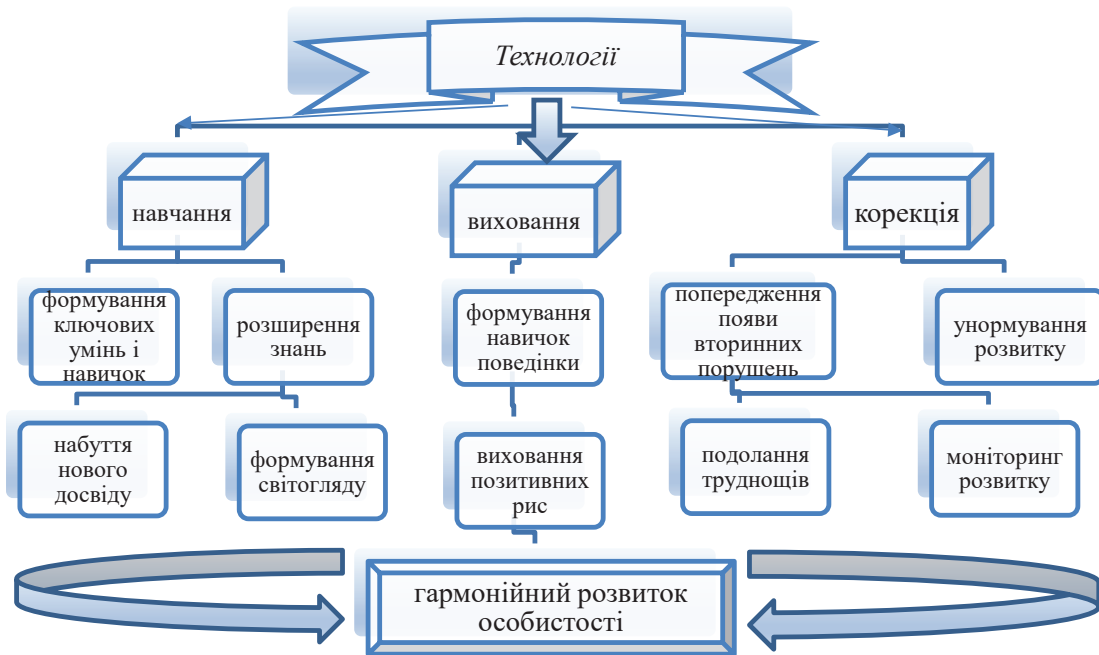 Технології
навчання
виховання
корекція
формування
ключових
умінь і
навичок
розширення
знань
формування
навичок
поведінки
попередження
появи
вторинних
порушень
унормування
розвитку
набуття
нового
досвіду
формування
світогляду
виховання
позитивних
рис
подолання
труднощів
моніторинг
розвитку
гармонійний розвиток
особистості